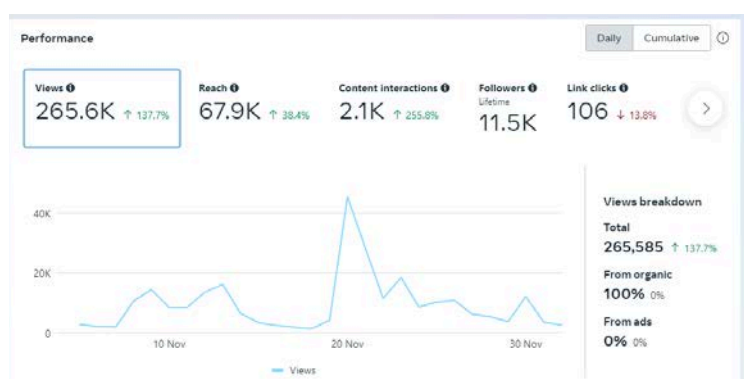 Performance
Daily Cumulative
Views
265.6K ↑ 137.7%
Reach
67.9K ↑ 38.4%
Content interactions
2.1K ↑ 255.8%
Followers
Lifetime
11.5K
Link clicks
106 ↓ 13.8%
40K
20K
0
10 Nov 20 Nov 30 Nov
Views
Views breakdown
Total
265,585 ↑ 137.7%
From organic
100% 0%
From ads
0% 0%